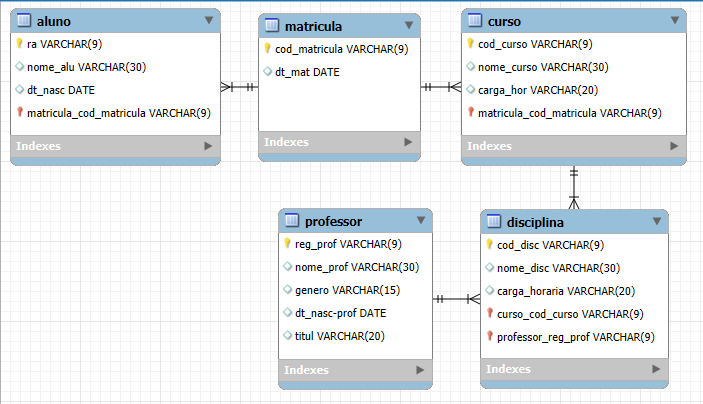 aluno
ra VARCHAR(9)
nome_alu VARCHAR(30)
dt_nasc DATE
matricula_cod_matricula VARCHAR(9)
Indexes
matricula
cod_matricula VARCHAR(9)
dt_mat DATE
Indexes
curso
cod_curso VARCHAR(9)
nome_curso VARCHAR(30)
carga_hor VARCHAR(20)
matricula_cod_matricula VARCHAR(9)
Indexes
professor
reg_prof VARCHAR(9)
nome_prof VARCHAR(30)
genero VARCHAR(15)
dt_nasc-prof DATE
titul VARCHAR(20)
Indexes
disciplina
cod_disc VARCHAR(9)
nome_disc VARCHAR(30)
carga_horaria VARCHAR(20)
curso_cod_curso VARCHAR(9)
professor_reg_prof VARCHAR(9)
Indexes